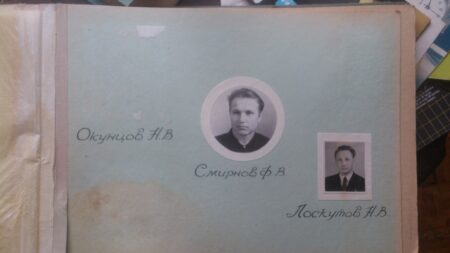 Окунцов Н.В
Смирнов Ф.В.
Лоскутов Н.В.